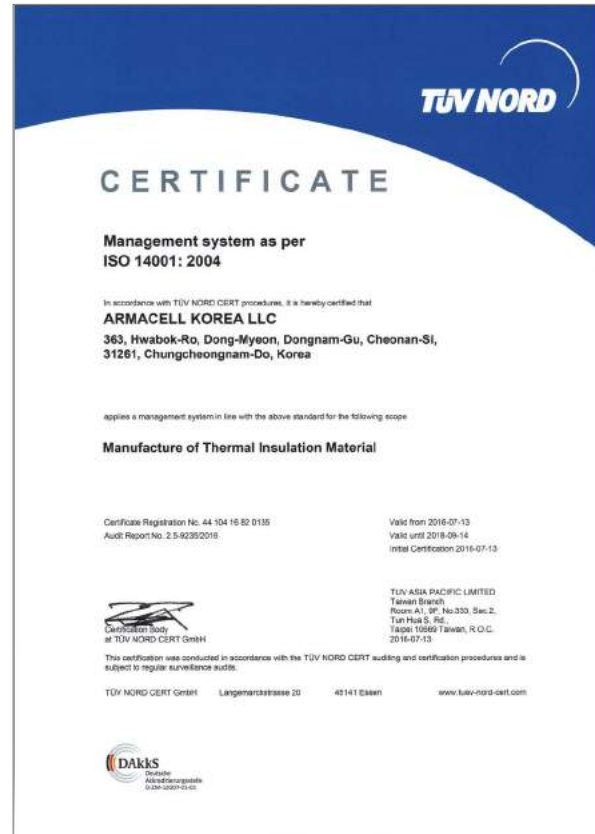 TÜV NORD
CERTIFICATE
Management system as per
ISO 14001: 2004
In accordance with TÜV NORD CERT procedures, it is hereby certified that
ARMACELL KOREA LLC
363, Hwabok-Ro, Dong-Myeon, Dongnam-Gu, Cheonan-Si,
31261, Chungcheongnam-Do, Korea
applies a management system in line with the above standard for the following scope
Manufacture of Thermal Insulation Material
Certificate Registration No. 44 104 16 82 0135
Audit Report No. 2.5-9235/2016
Valid from 2016-07-13
Valid until 2018-09-14
Initial Certification 2016-07-13
Certification Body
at TÜV NORD CERT GmbH
TUV ASIA PACIFIC LIMITED
Taiwan Branch
Room A1, 9F, No.333, Sec.2,
Tun Hua S. Rd.,
Taipei 10669 Taiwan, R.O.C.
2016-07-13
This certification was conducted in accordance with the TÜV NORD CERT auditing and certification procedures and is
subject to regular surveillance audits.
TÜV NORD CERT GmbH Langemarckstrasse 20 45141 Essen www.tuev-nord-cert.com
DAkkS
Deutsche
Akkreditierungsstelle
D-ZM-12007-01-01